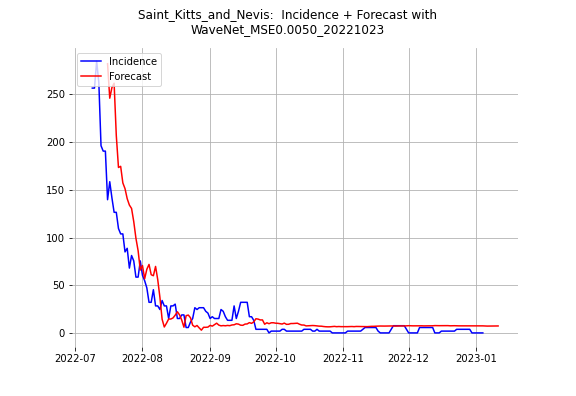 Saint_Kitts_and_Nevis:  Incidence + Forecast with
WaveNet_MSE0.0050_20221023
Incidence
Forecast
250
200
150
100
50
0
2022-07 2022-08 2022-09 2022-10 2022-11 2022-12 2023-01